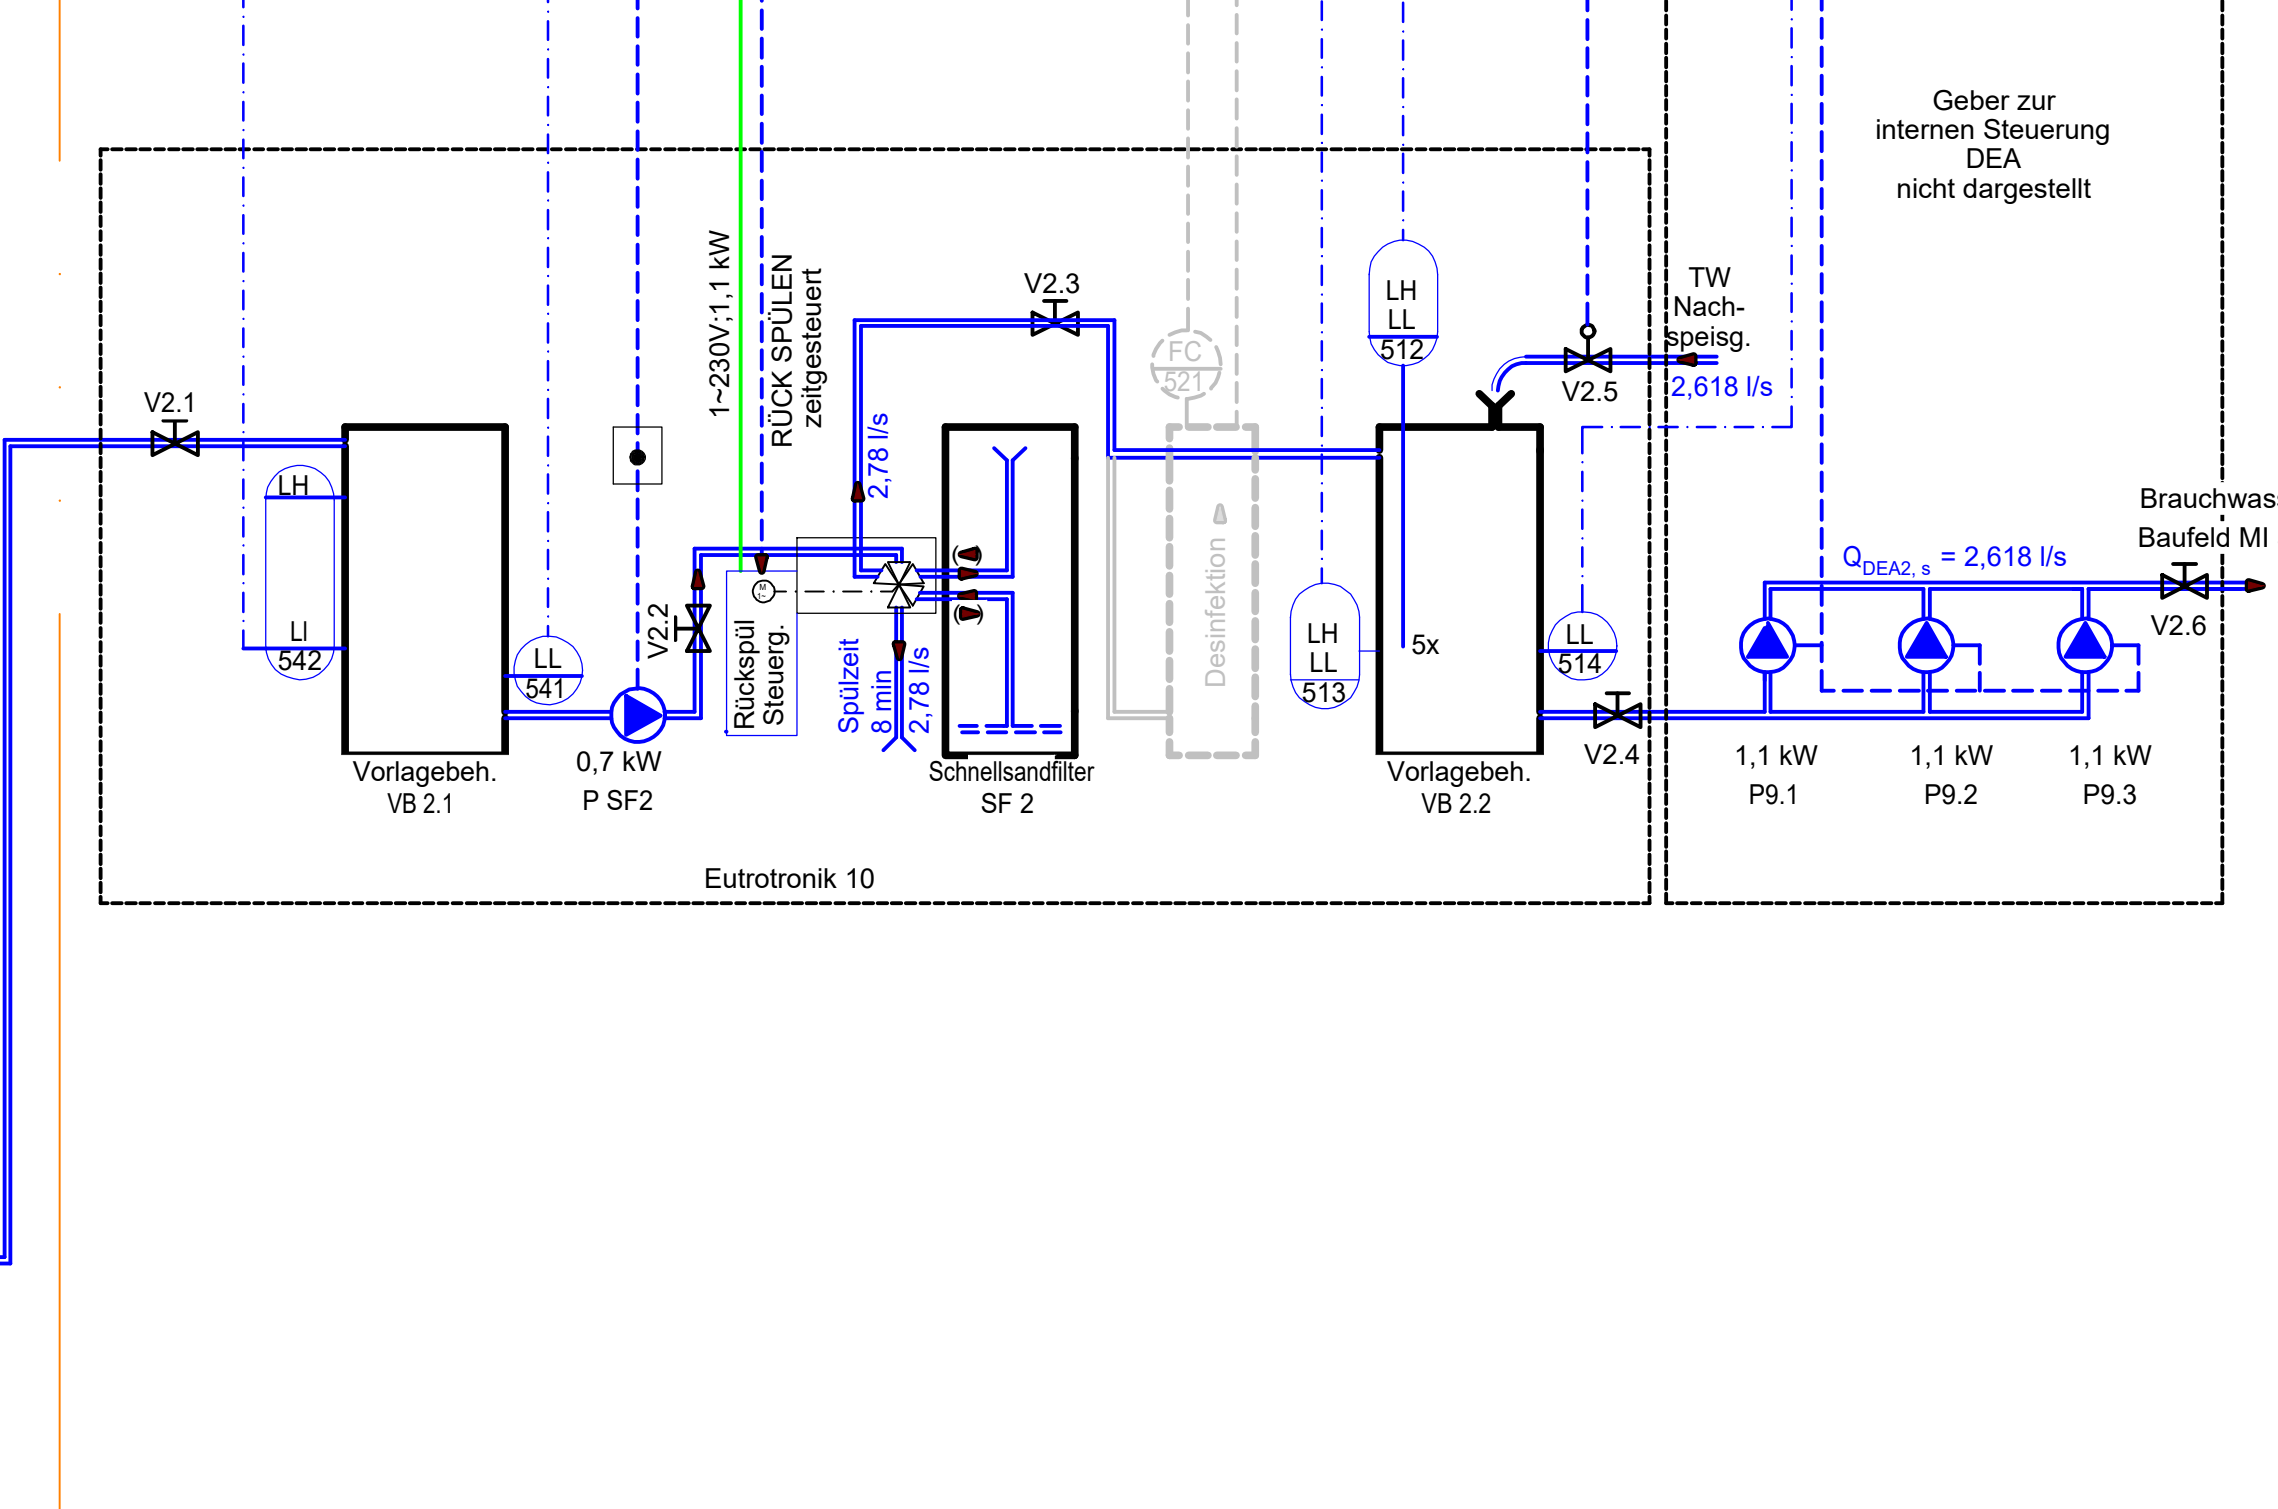 Geber zur
internen Steuerung
DEA
nicht dargestellt
1~230V;1,1 kW
RÜCK SPÜLEN
zeitgesteuert
V2.3
LH
LL
512
TW
Nach-
speisg.
2,618 l/s
V2.5
FC
521
V2.1
2,78 l/s
LH
LI
542
Brauchwas
Baufeld MI
Q DEA2, s = 2,618 l/s
V2.2
M
1~
Rückspül
Steuerg.
Spülzeit
8 min
2,78 l/s
( )
( )
Desinfektion
LH
LL
513
5x
LL
514
V2.6
LL
541
V2.4
0,7 kW
P SF2
Vorlagebeh.
VB 2.1
Schnellsandfilter
SF 2
Vorlagebeh.
VB 2.2
1,1 kW
P9.1
1,1 kW
P9.2
1,1 kW
P9.3
Eutrotronik 10